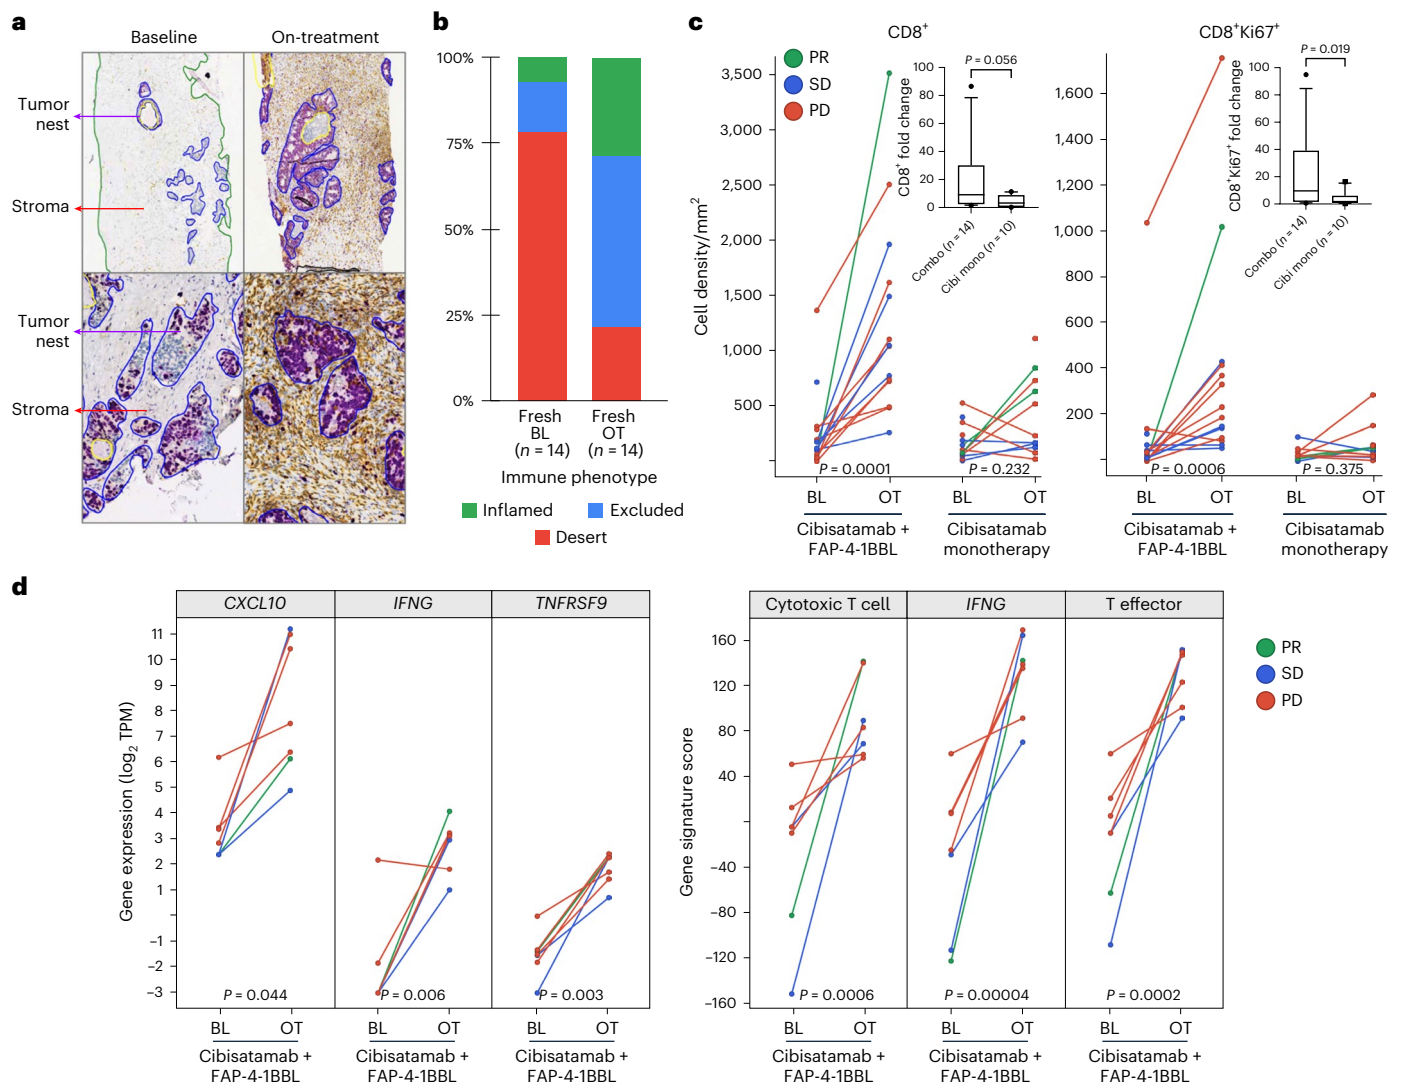 a
Baseline
On-treatment
Tumor
nest
Stroma
Tumor
nest
Stroma
b
100%
75%
50%
25%
0%
Fresh
BL
(n = 14)
Fresh
OT
(n = 14)
Immune phenotype
Inflamed
Excluded
Desert
c
CD8+
PR
SD
PD
Cell density/mm2
3,500
3,000
2,500
2,000
1,500
1,000
500
P = 0.056
CD8+ fold change
100
80
60
40
20
0
Combo (n = 14)
Cibi mono (n = 10)
P = 0.0001
P = 0.232
BL
OT
BL
OT
Cibisatamab +
FAP-4-1BBL
Cibisatamab
monotherapy
CD8+Ki67+
1,600
1,400
1,200
1,000
800
600
400
200
P = 0.019
CD8+Ki67+ fold change
100
80
60
40
20
0
Combo (n = 14)
Cibi mono (n = 10)
P = 0.0006
P = 0.375
BL
OT
BL
OT
Cibisatamab +
FAP-4-1BBL
Cibisatamab
monotherapy
d
CXCL10
IFNG
TNFRSF9
Gene expression (log2 TPM)
11
10
9
8
7
6
5
4
3
2
1
−1
−2
−3
P = 0.044
P = 0.006
P = 0.003
BL
OT
BL
OT
BL
OT
Cibisatamab +
FAP-4-1BBL
Cibisatamab +
FAP-4-1BBL
Cibisatamab +
FAP-4-1BBL
Cytotoxic T cell
IFNG
T effector
Gene signature score
160
120
80
40
−40
−80
−120
−160
P = 0.0006
P = 0.00004
P = 0.0002
BL
OT
BL
OT
BL
OT
Cibisatamab +
FAP-4-1BBL
Cibisatamab +
FAP-4-1BBL
Cibisatamab +
FAP-4-1BBL
PR
SD
PD